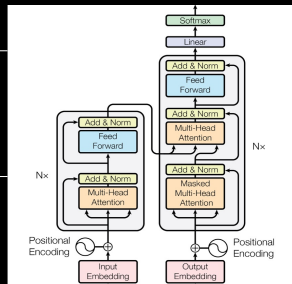 Softmax
Linear
Add & Norm
Feed
Forward
Add & Norm
Multi-Head
Attention
Add & Norm
Masked
Multi-Head
Attention
N×
Add & Norm
Feed
Forward
Add & Norm
Multi-Head
Attention
N×
Positional
Encoding
Positional
Encoding
Input
Embedding
Output
Embedding